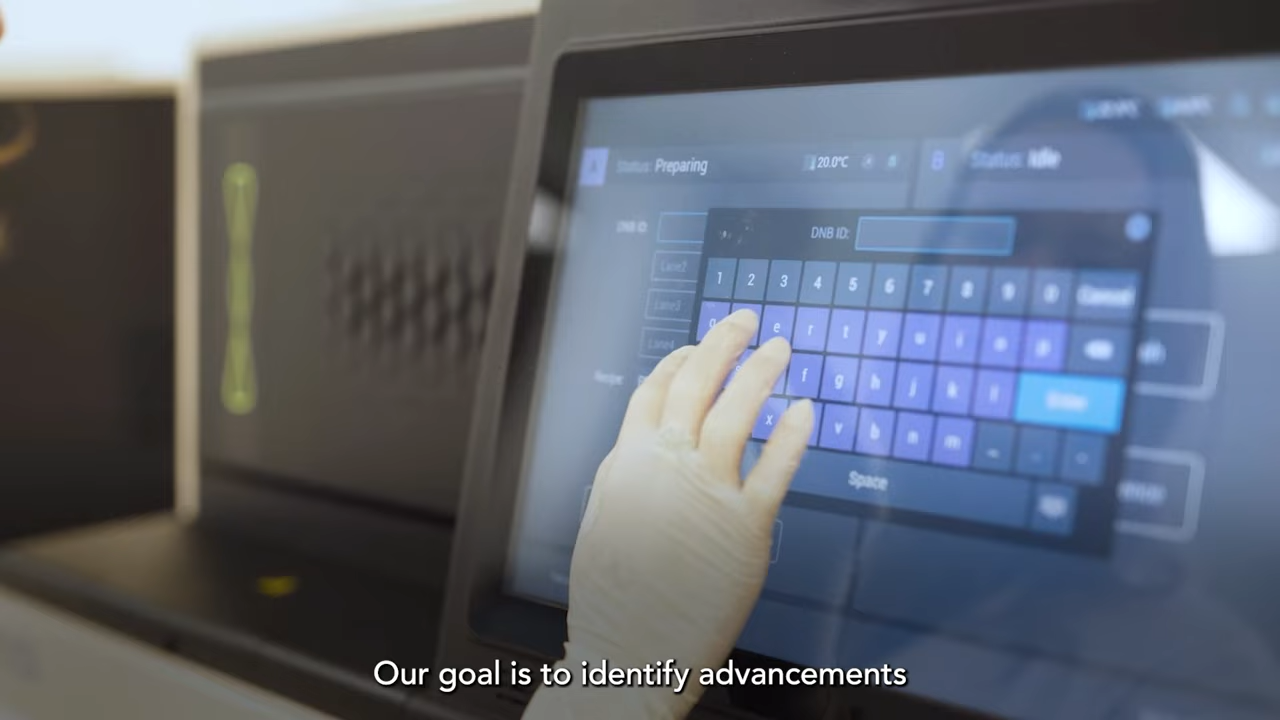 A Status: Preparing 20.0°C
B Status: Idle
DNB ID:
DNB ID:
1 2 3 4 5 6 7 8 9 0 Cancel
q e r t y u i o p
Lane2
Lane3
Lane4
f g h j k l Enter
x v b n m
Space
Our goal is to identify advancements